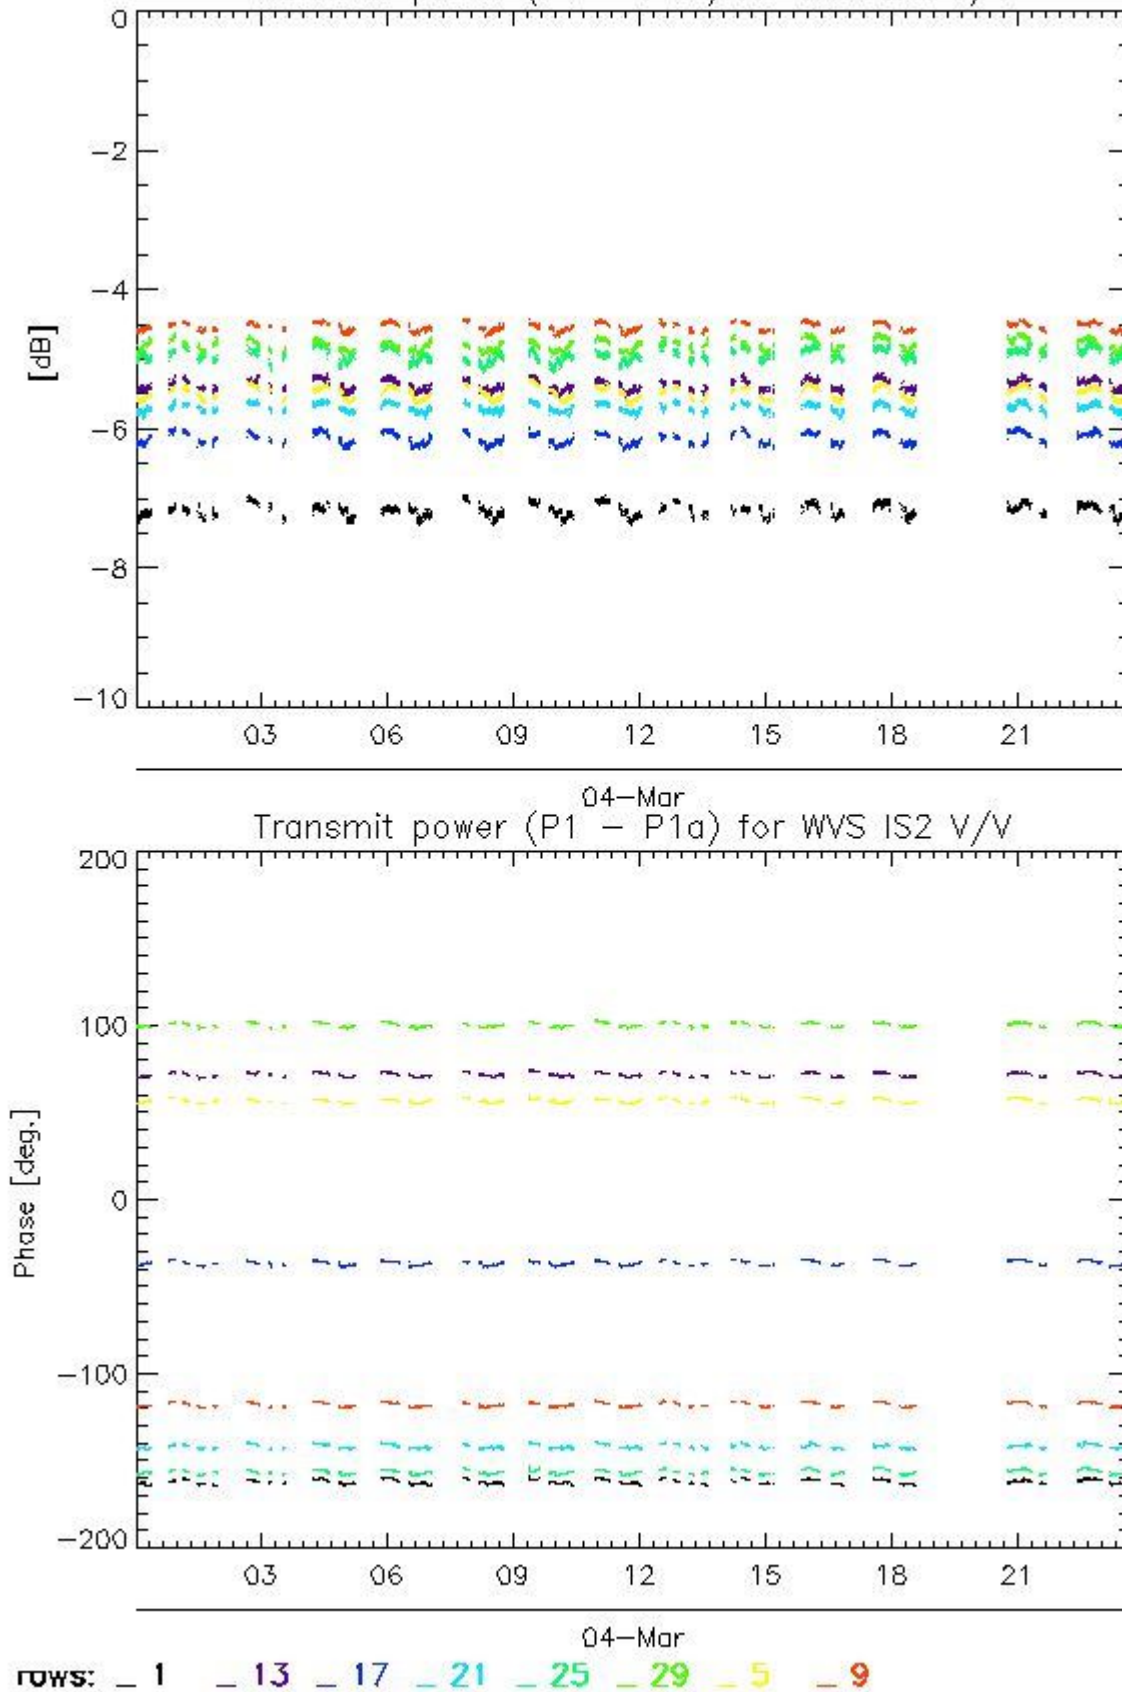 0
-2
-4
[dB]
-6
-8
-10
03 06 09 12 15 18 21
04-Mar
Transmit power (P1 - P1a) for WVS IS2 V/V
200
100
0
Phase [deg.]
-100
-200
03 06 09 12 15 18 21
04-Mar
rows: _ 1 _ 13 _ 17 _ 21 _ 25 _ 29 _ 5 _ 9